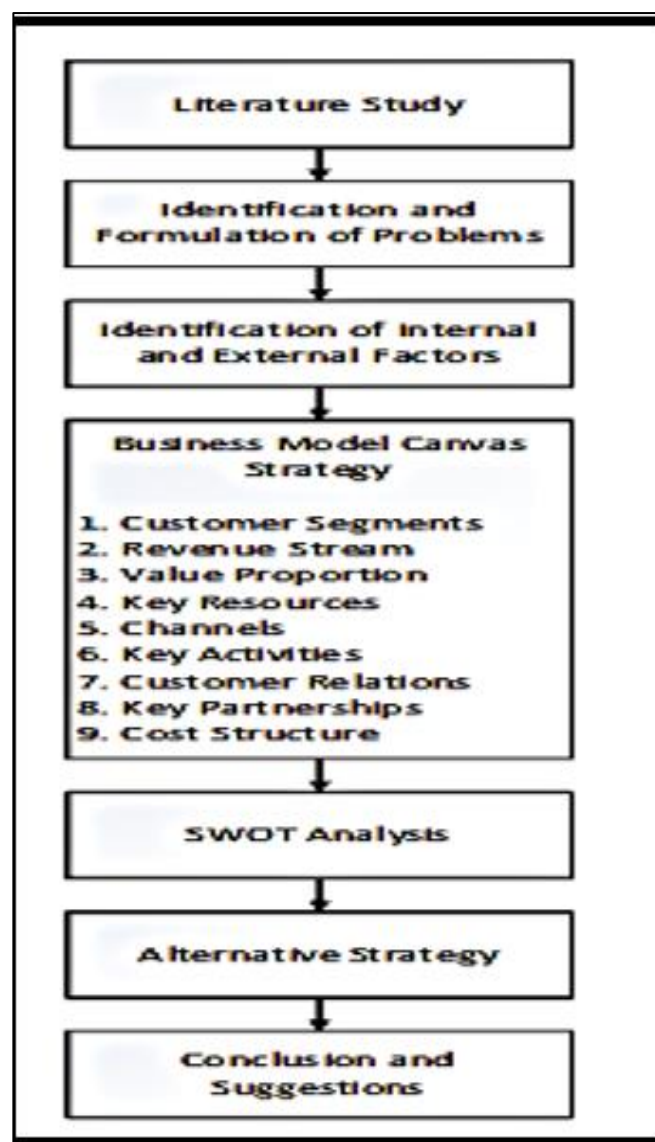 Literature Study
Identification and
Formulation of Problems
Identification of Internal
and External Factors
Business Model Canvas
Strategy
1. Customer Segments
2. Revenue Stream
3. Value Proportion
4. Key Resources
5. Channels
6. Key Activities
7. Customer Relations
8. Key Partnerships
9. Cost Structure
SWOT Analysis
Alternative Strategy
Conclusion and
Suggestions